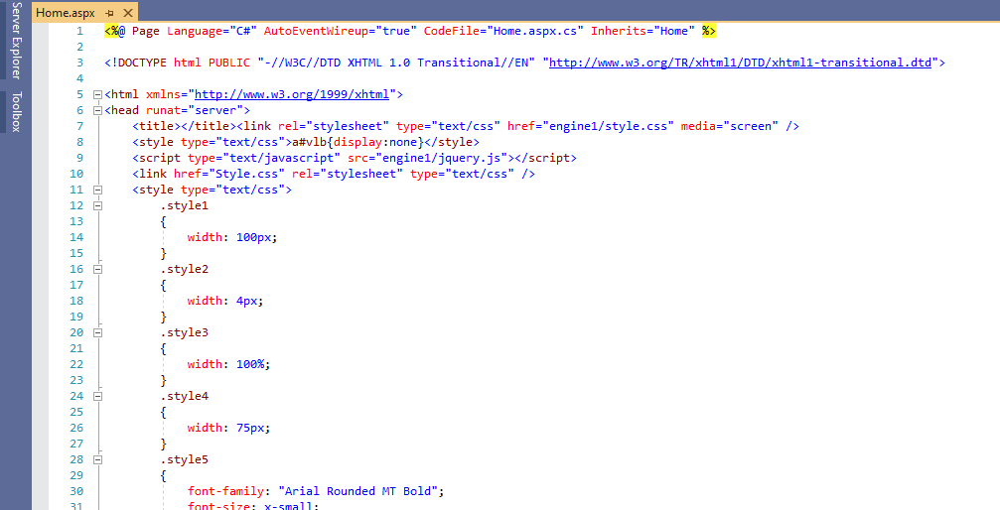 Server Explorer
Toolbox
Home.aspx
1 <%@ Page Language="C#" AutoEventWireup="true" CodeFile="Home.aspx.cs" Inherits="Home" %>
2
3 <!DOCTYPE html PUBLIC "-//W3C//DTD XHTML 1.0 Transitional//EN" "http://www.w3.org/TR/xhtml1/DTD/xhtml1-transitional.dtd">
4
5 <html xmlns="http://www.w3.org/1999/xhtml">
6 <head runat="server">
7     <title></title><link rel="stylesheet" type="text/css" href="engine1/style.css" media="screen" />
8     <style type="text/css">a#vlb{display:none}</style>
9     <script type="text/javascript" src="engine1/jquery.js"></script>
10     <link href="Style.css" rel="stylesheet" type="text/css" />
11     <style type="text/css">
12         .style1
13         {
14             width: 100px;
15         }
16         .style2
17         {
18             width: 4px;
19         }
20         .style3
21         {
22             width: 100%;
23         }
24         .style4
25         {
26             width: 75px;
27         }
28         .style5
29         {
30             font-family: "Arial Rounded MT Bold";
31             font-size: x-small;